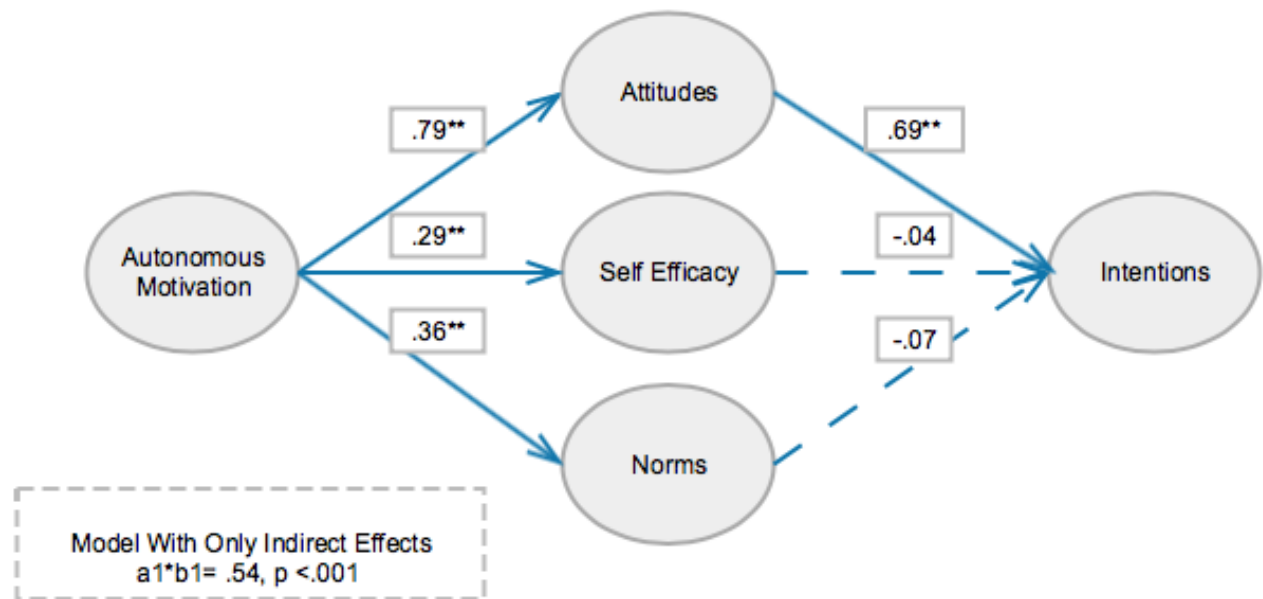 Attitudes
.79**
.69**
.29**
-.04
Autonomous
Motivation
Self Efficacy
Intentions
.36**
-.07
Norms
Model With Only Indirect Effects
a1*b1= .54, p <.001